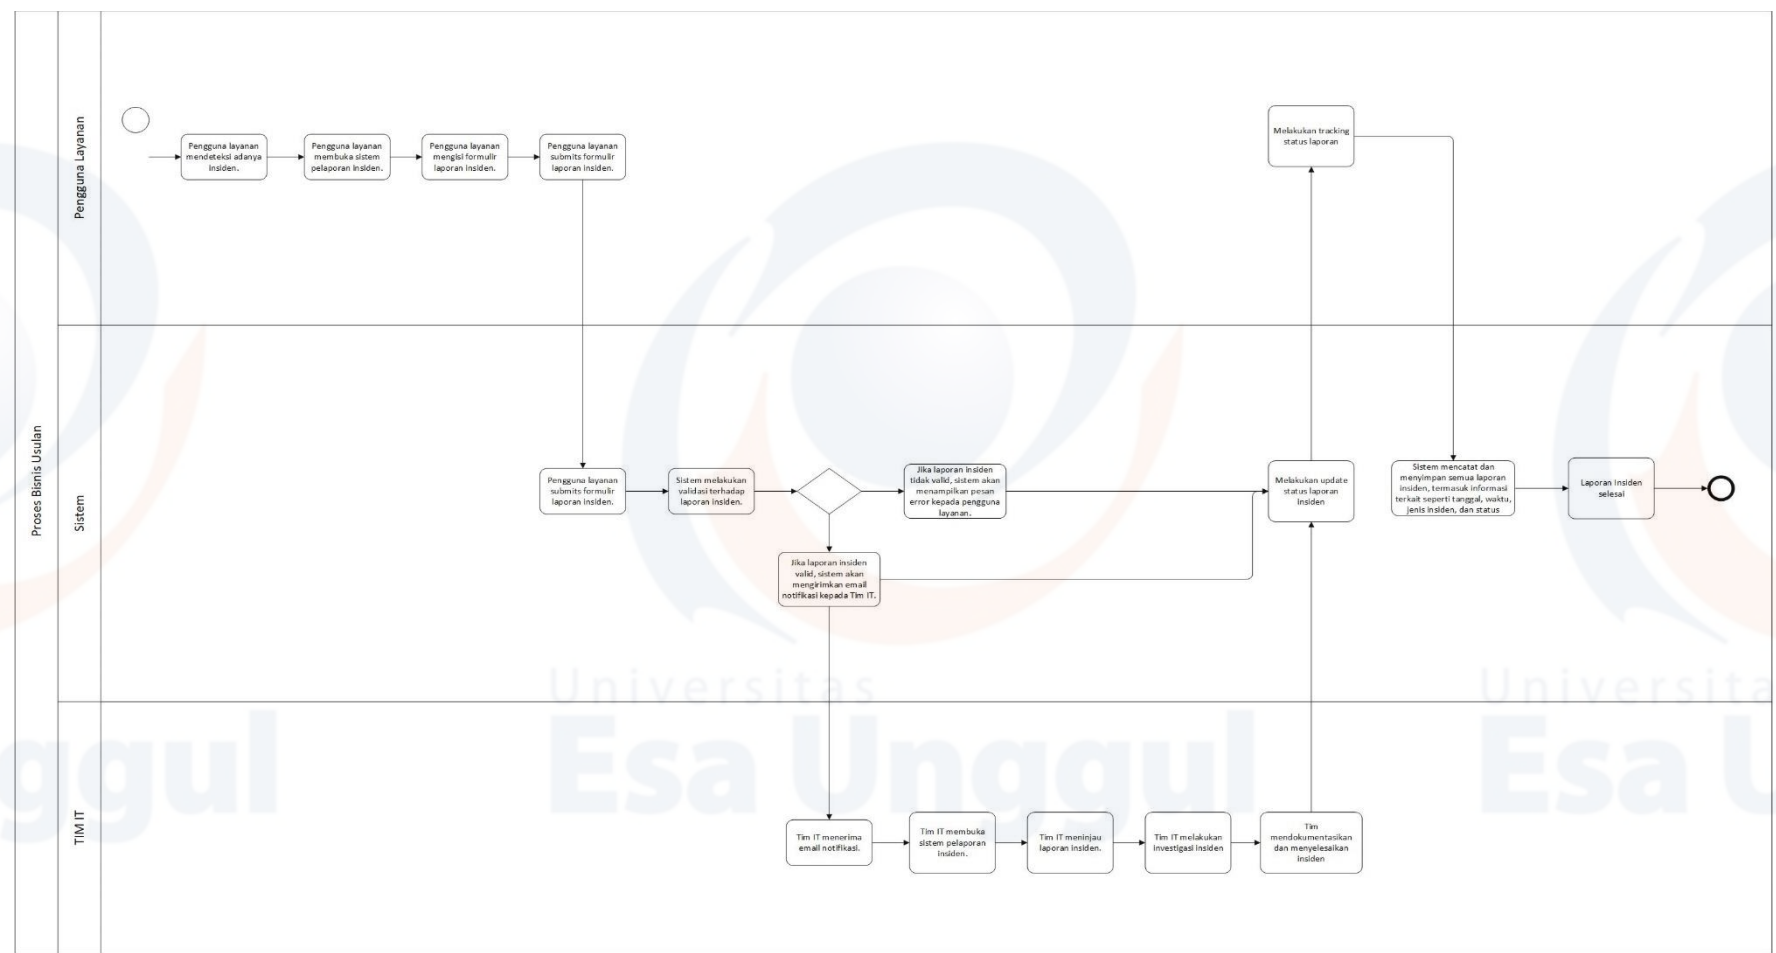 Proses Bisnis Usulan
Pengguna Layanan
Pengguna layanan
mendeteksi adanya
insiden.
Pengguna layanan
membuka sistem
pelaporan insiden.
Pengguna layanan
mengisi formulir
laporan insiden.
Pengguna layanan
submits formulir
laporan insiden.
Melakukan tracking
status laporan
Sistem
Pengguna layanan
submits formulir
laporan insiden.
Sistem melakukan
validasi terhadap
laporan insiden.
Jika laporan insiden
tidak valid, sistem akan
menampilkan pesan
error kepada pengguna
layanan.
Jika laporan insiden
valid, sistem akan
mengirimkan email
notifikasi kepada Tim IT.
Melakukan update
status laporan
insiden
Sistem mencatat dan
menyimpan semua laporan
insiden, termasuk informasi
terkait seperti tanggal, waktu,
jenis insiden, dan status
Laporan insiden
selesai
TIM IT
Tim IT menerima
email notifikasi.
Tim IT membuka
sistem pelaporan
insiden.
Tim IT meninjau
laporan insiden.
Tim IT melakukan
investigasi insiden
Tim
mendokumentasikan
dan menyelesaikan
insiden
Universitas
Esa Unggul
Universita
Esa U
ggul